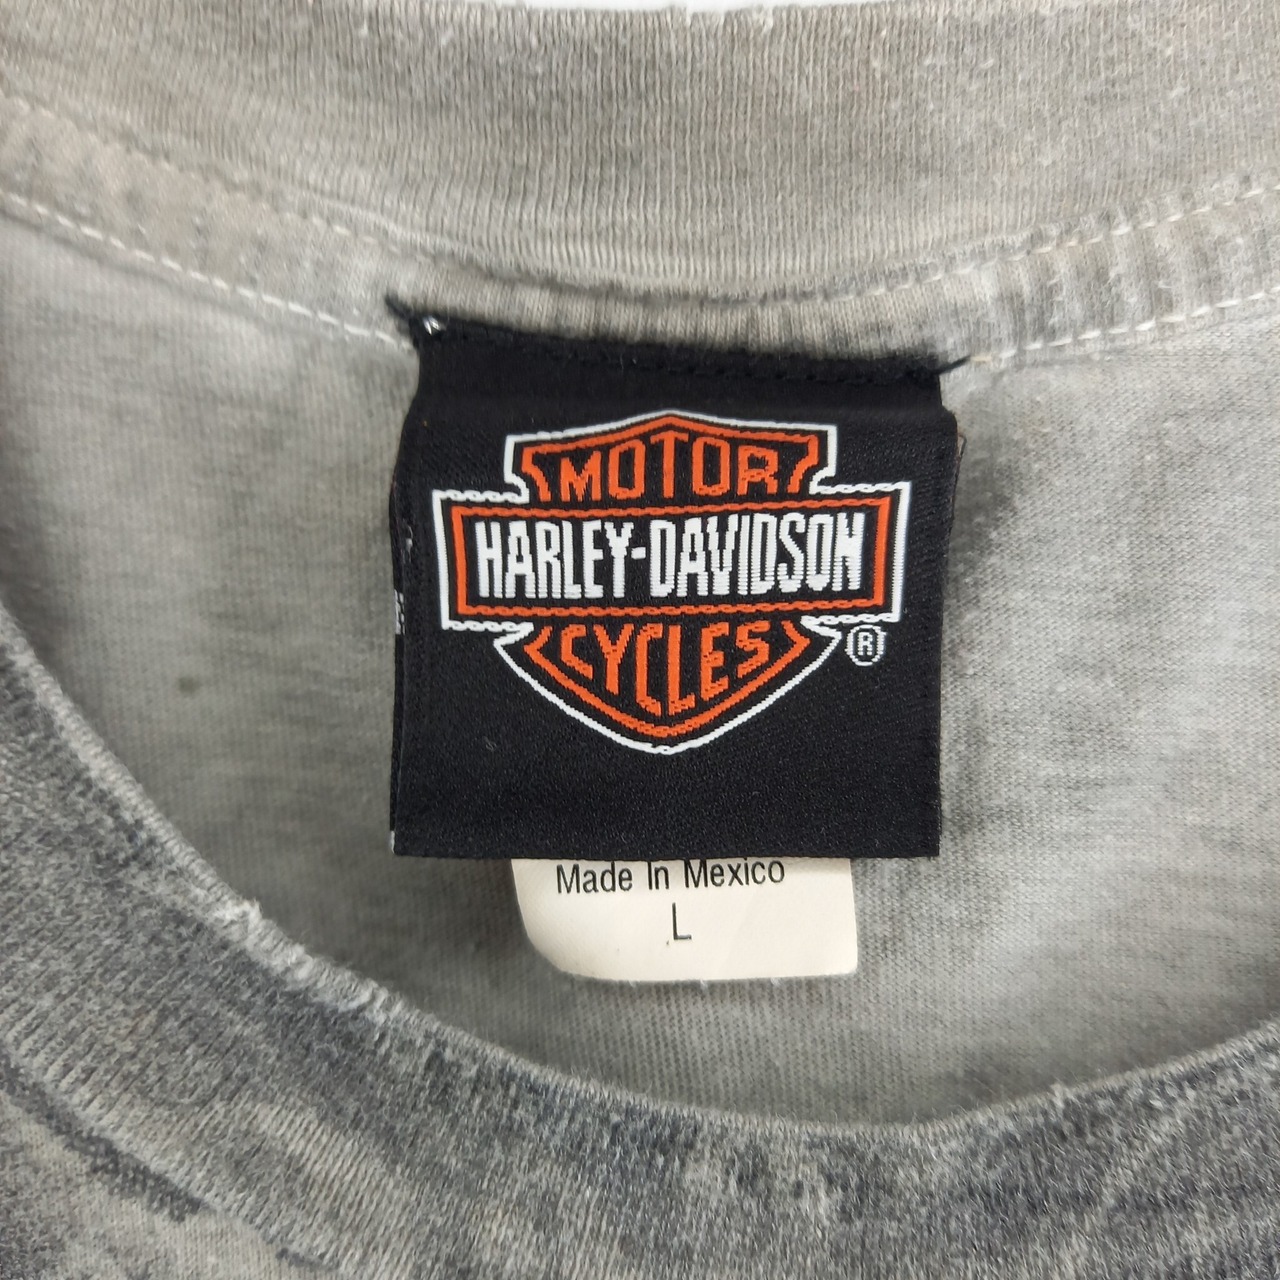 MOTOR
HARLEY-DAVIDSON
CYCLES
®
Made In Mexico
L